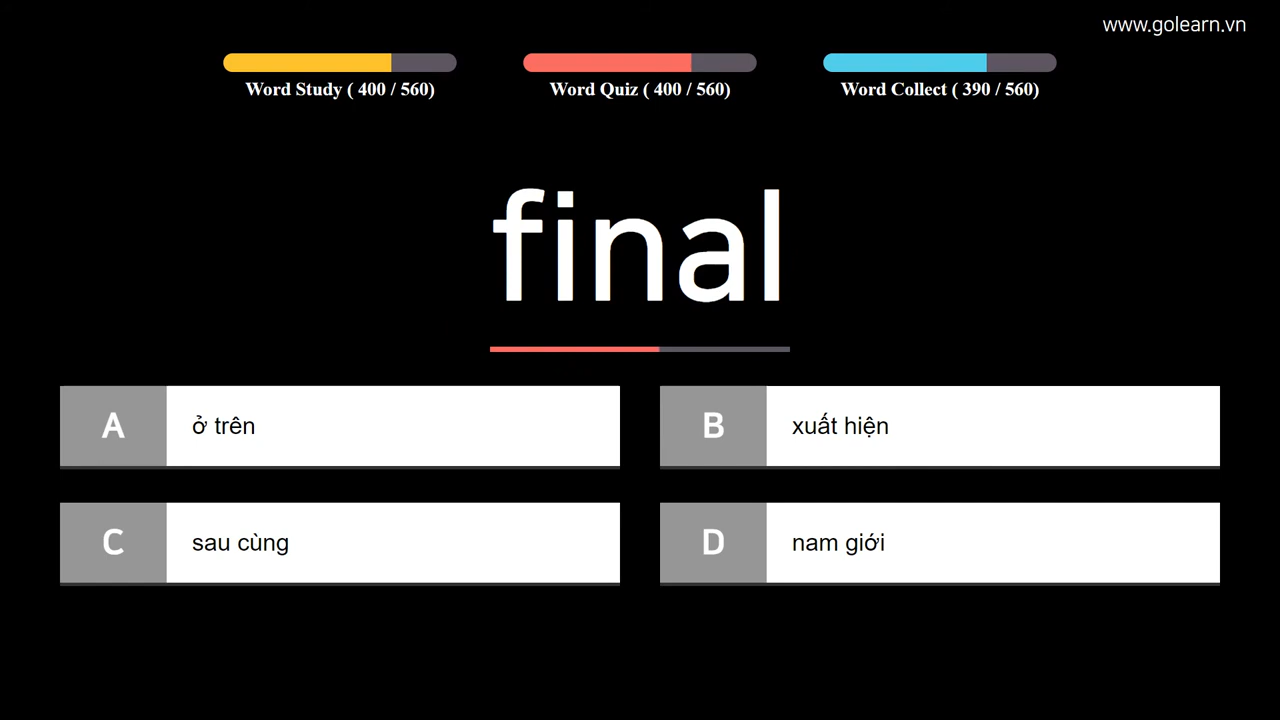 www.golearn.vn
Word Study ( 400 / 560)
Word Quiz ( 400 / 560)
Word Collect ( 390 / 560)
final
A ở trên
B xuất hiện
C sau cùng
D nam giới